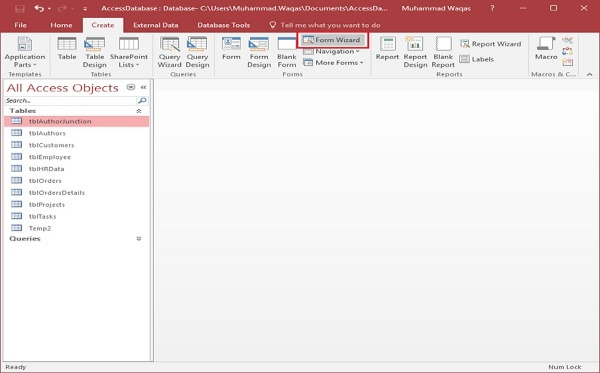 AccessDatabase : Database- C:\Users\Muhammad.Waqas\Documents\AccessDa... Muhammad Waqas ?
File Home Create External Data Database Tools Tell me what you want to do
Application Parts Table Table Design SharePoint Lists Query Wizard Query Design Form Form Design Blank Form Form Wizard Navigation More Forms Report Report Design Blank Report Report Wizard Labels Macro
Templates Tables Queries Forms Reports Macros & C...
All Access Objects
Search...
Tables
tblAuthorJunction
tblAuthors
tblCustomers
tblEmployee
tblHRData
tblOrders
tblOrdersDetails
tblProjects
tblTasks
Temp2
Queries
Ready Num Lock